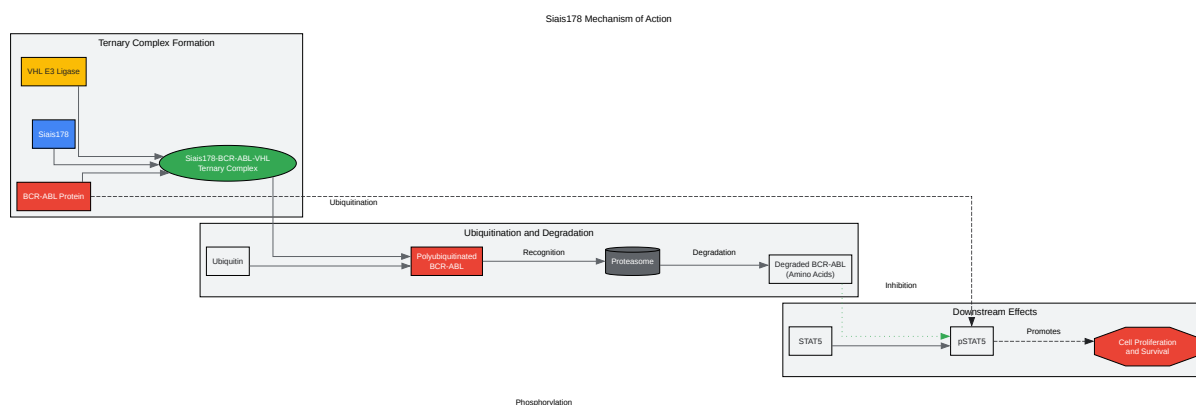 Siais178 Mechanism of Action
Ternary Complex Formation
VHL E3 Ligase
Siais178
Siais178-BCR-ABL-VHL
Ternary Complex
BCR-ABL Protein
Ubiquitination
Ubiquitination and Degradation
Ubiquitin
Polyubiquitinated
BCR-ABL
Recognition
Proteasome
Degradation
Degraded BCR-ABL
(Amino Acids)
Inhibition
Downstream Effects
STAT5
pSTAT5
Promotes
Cell Proliferation
and Survival
Phosphorylation